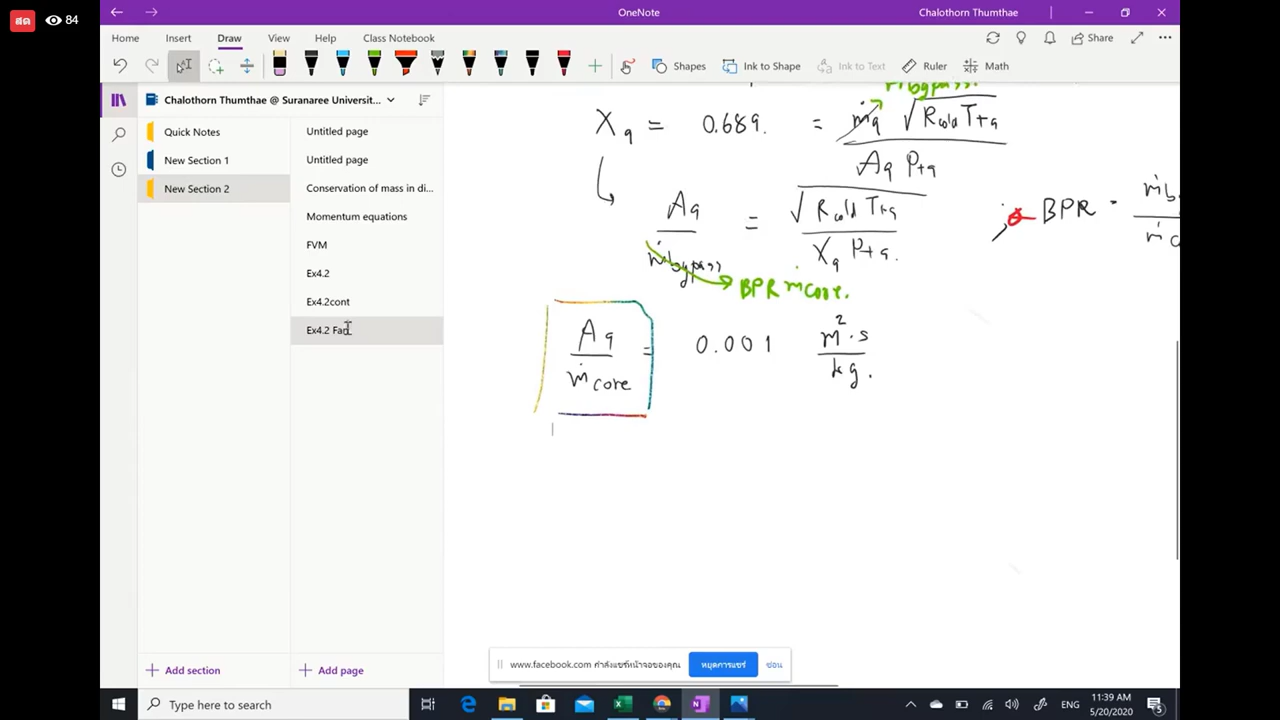 สด 84
OneNote
Chalothorn Thumthae
Home Insert Draw View Help Class Notebook
Share
Shapes
Ink to Shape
Ink to Text
Ruler
Math
Chalothorn Thumthae @ Suranaree Universit...
Quick Notes
New Section 1
New Section 2
Untitled page
Untitled page
Conservation of mass in di...
Momentum equations
FVM
Ex4.2
Ex4.2cont
Ex4.2 Fan
ṁbypass.
X9 = 0.689. = ṁ9 √Rcold Tt9
A9 Pt9
A9 = √Rcold Tt9
ṁbypass X9 Pt9.
BPR ṁcore.
BPR =
A9 = 0.001 m²·s
ṁcore kg.
www.facebook.com กำลังแชร์หน้าจอของคุณ หยุดการแชร์ ซ่อน
Add section
Add page
Type here to search
ENG
11:39 AM
5/20/2020
5